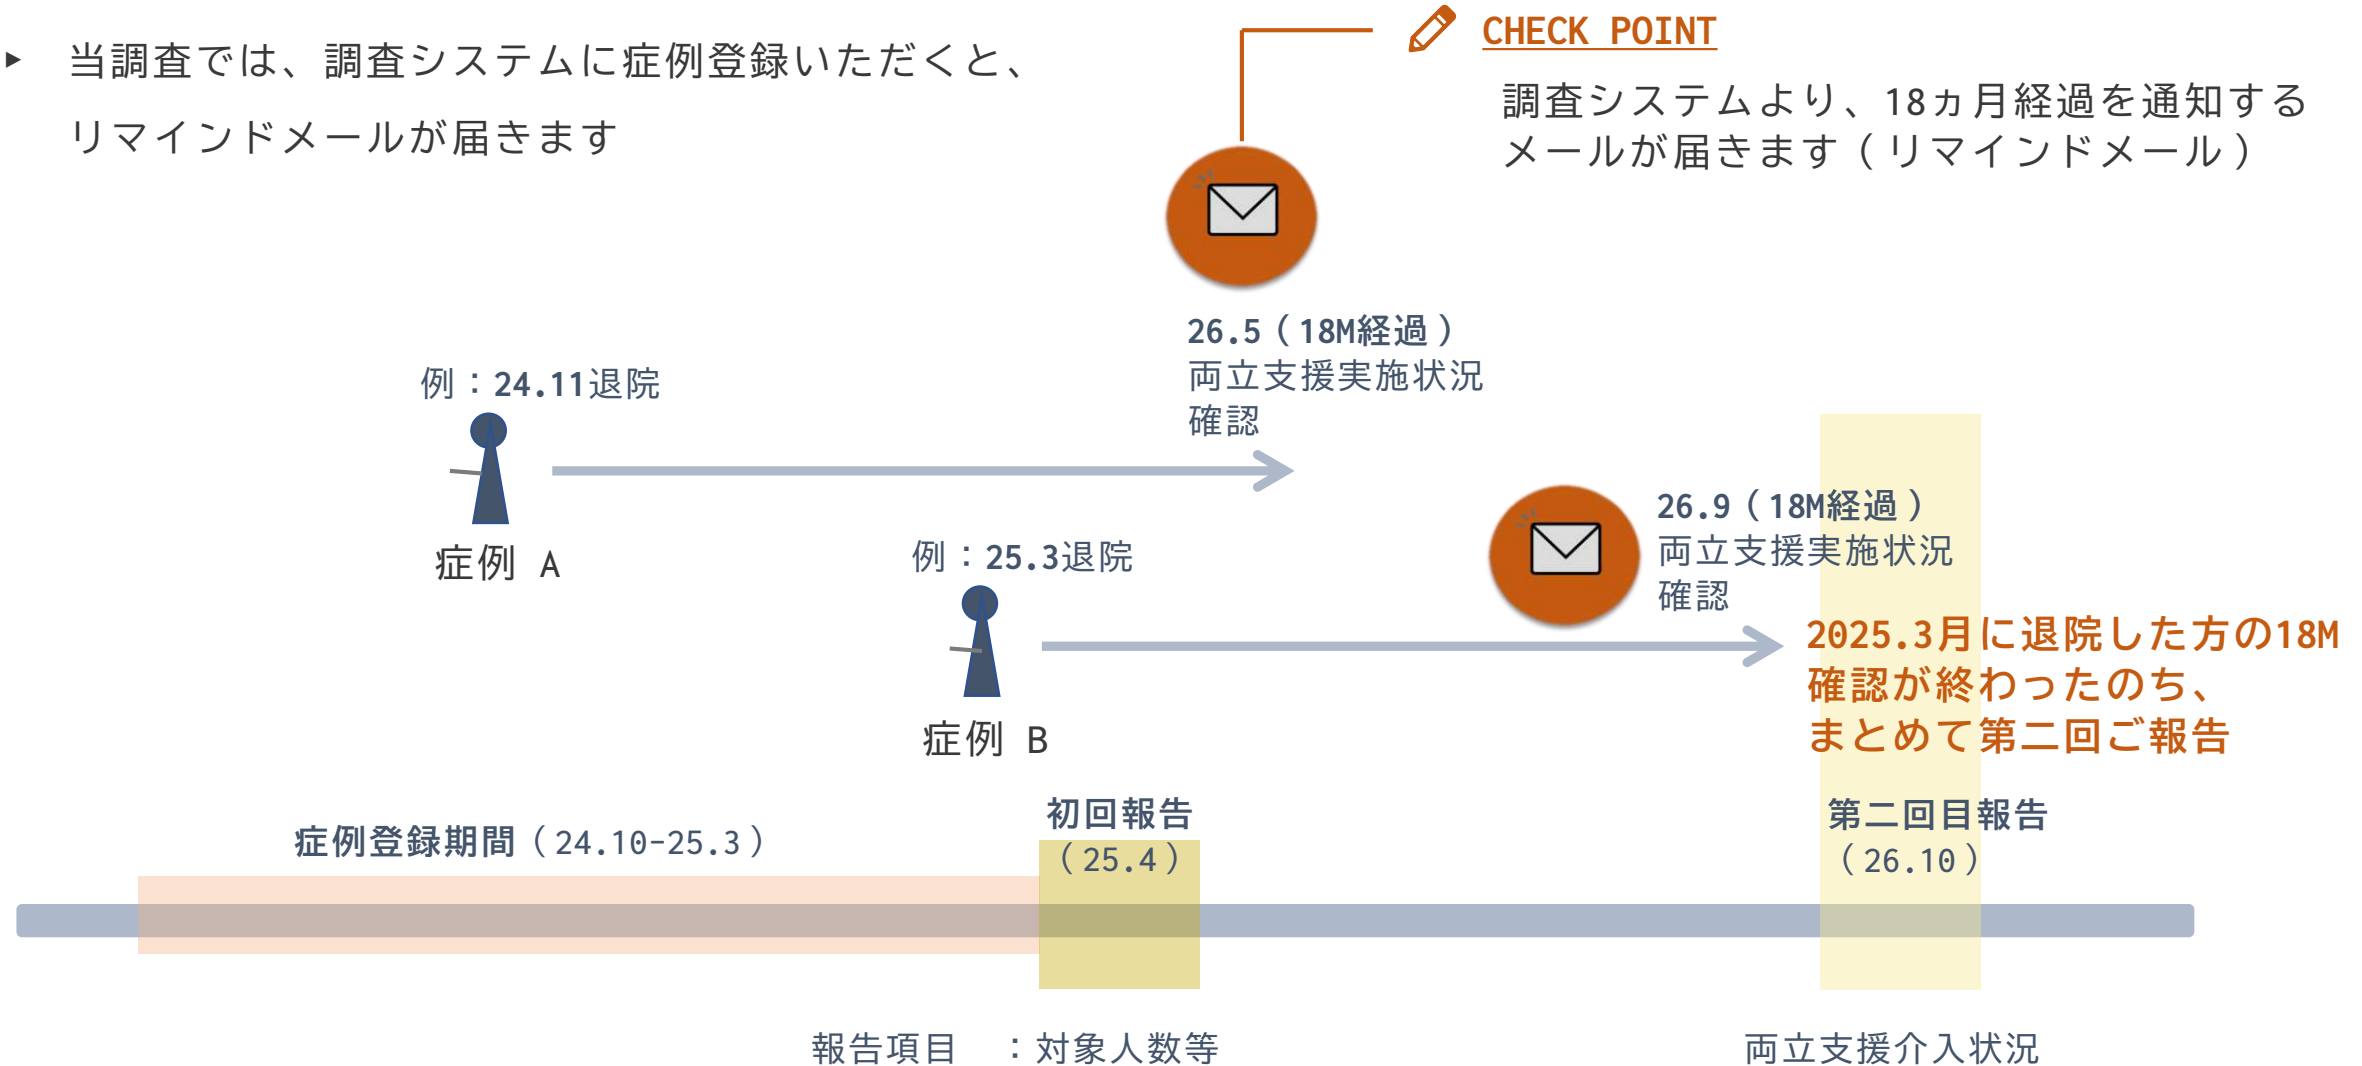 ▸ 当調査では、調査システムに症例登録いただくと、
リマインドメールが届きます
CHECK POINT
調査システムより、18ヵ月経過を通知する
メールが届きます（リマインドメール）
26.5（18M経過）
両立支援実施状況
確認
例：24.11退院
症例 A
26.9（18M経過）
両立支援実施状況
確認
例：25.3退院
症例 B
2025.3月に退院した方の18M
確認が終わったのち、
まとめて第二回ご報告
症例登録期間（24.10-25.3）
初回報告
（25.4）
第二回目報告
（26.10）
報告項目　：対象人数等
両立支援介入状況